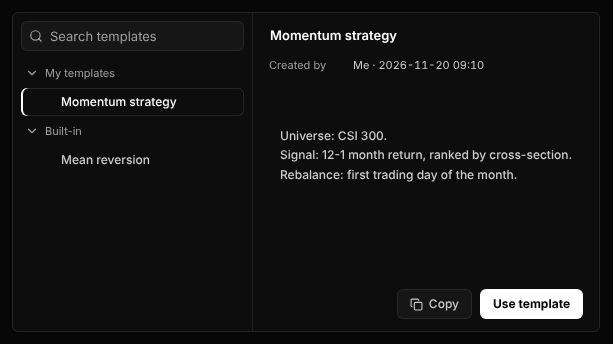 Search templates
My templates
Momentum strategy
Built-in
Mean reversion
Momentum strategy
Created by Me · 2026-11-20 09:10
Universe: CSI 300.
Signal: 12-1 month return, ranked by cross-section.
Rebalance: first trading day of the month.
Copy
Use template